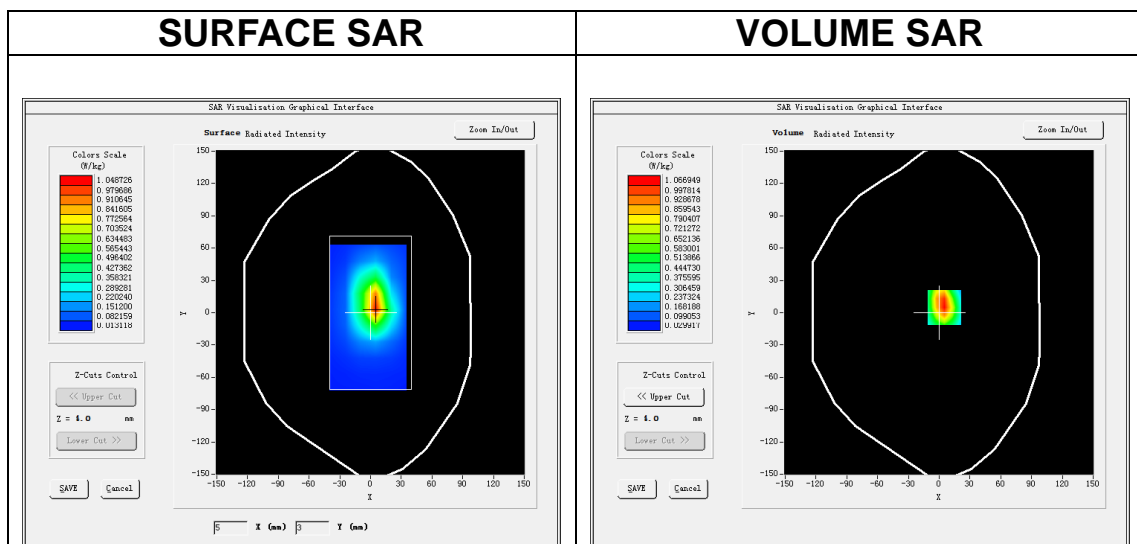 SURFACE SAR
VOLUME SAR
SAR Visualisation Graphical Interface
Surface Radiated Intensity
Zoom In/Out
Colors Scale
(W/kg)
1.048726
0.979686
0.910645
0.841605
0.772564
0.703524
0.634483
0.565443
0.496402
0.427362
0.358321
0.289281
0.220240
0.151200
0.082159
0.013118
150
120
90
60
30
0
-30
-60
-90
-120
-150
Y
-150 -120 -90 -60 -30 0 30 60 90 120 150
X
Z-Cuts Control
<< Upper Cut
Z = 4.0 mm
Lower Cut >>
SAVE Cancel
5 X (mm) 3 Y (mm)
SAR Visualisation Graphical Interface
Volume Radiated Intensity
Zoom In/Out
Colors Scale
(W/kg)
1.066949
0.997814
0.928678
0.859543
0.790407
0.721272
0.652136
0.583001
0.513866
0.444730
0.375595
0.306459
0.237324
0.168188
0.099053
0.029917
150
120
90
60
30
0
-30
-60
-90
-120
-150
Y
-150 -120 -90 -60 -30 0 30 60 90 120 150
X
Z-Cuts Control
<< Upper Cut
Z = 4.0 mm
Lower Cut >>
SAVE Cancel